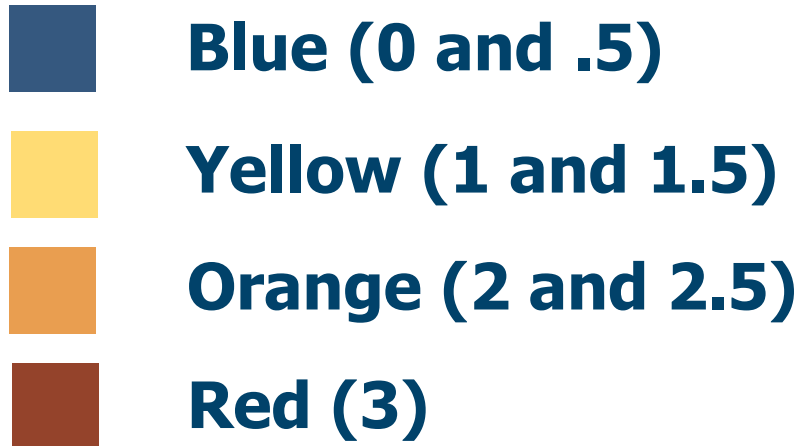 Blue (0 and .5)
Yellow (1 and 1.5)
Orange (2 and 2.5)
Red (3)